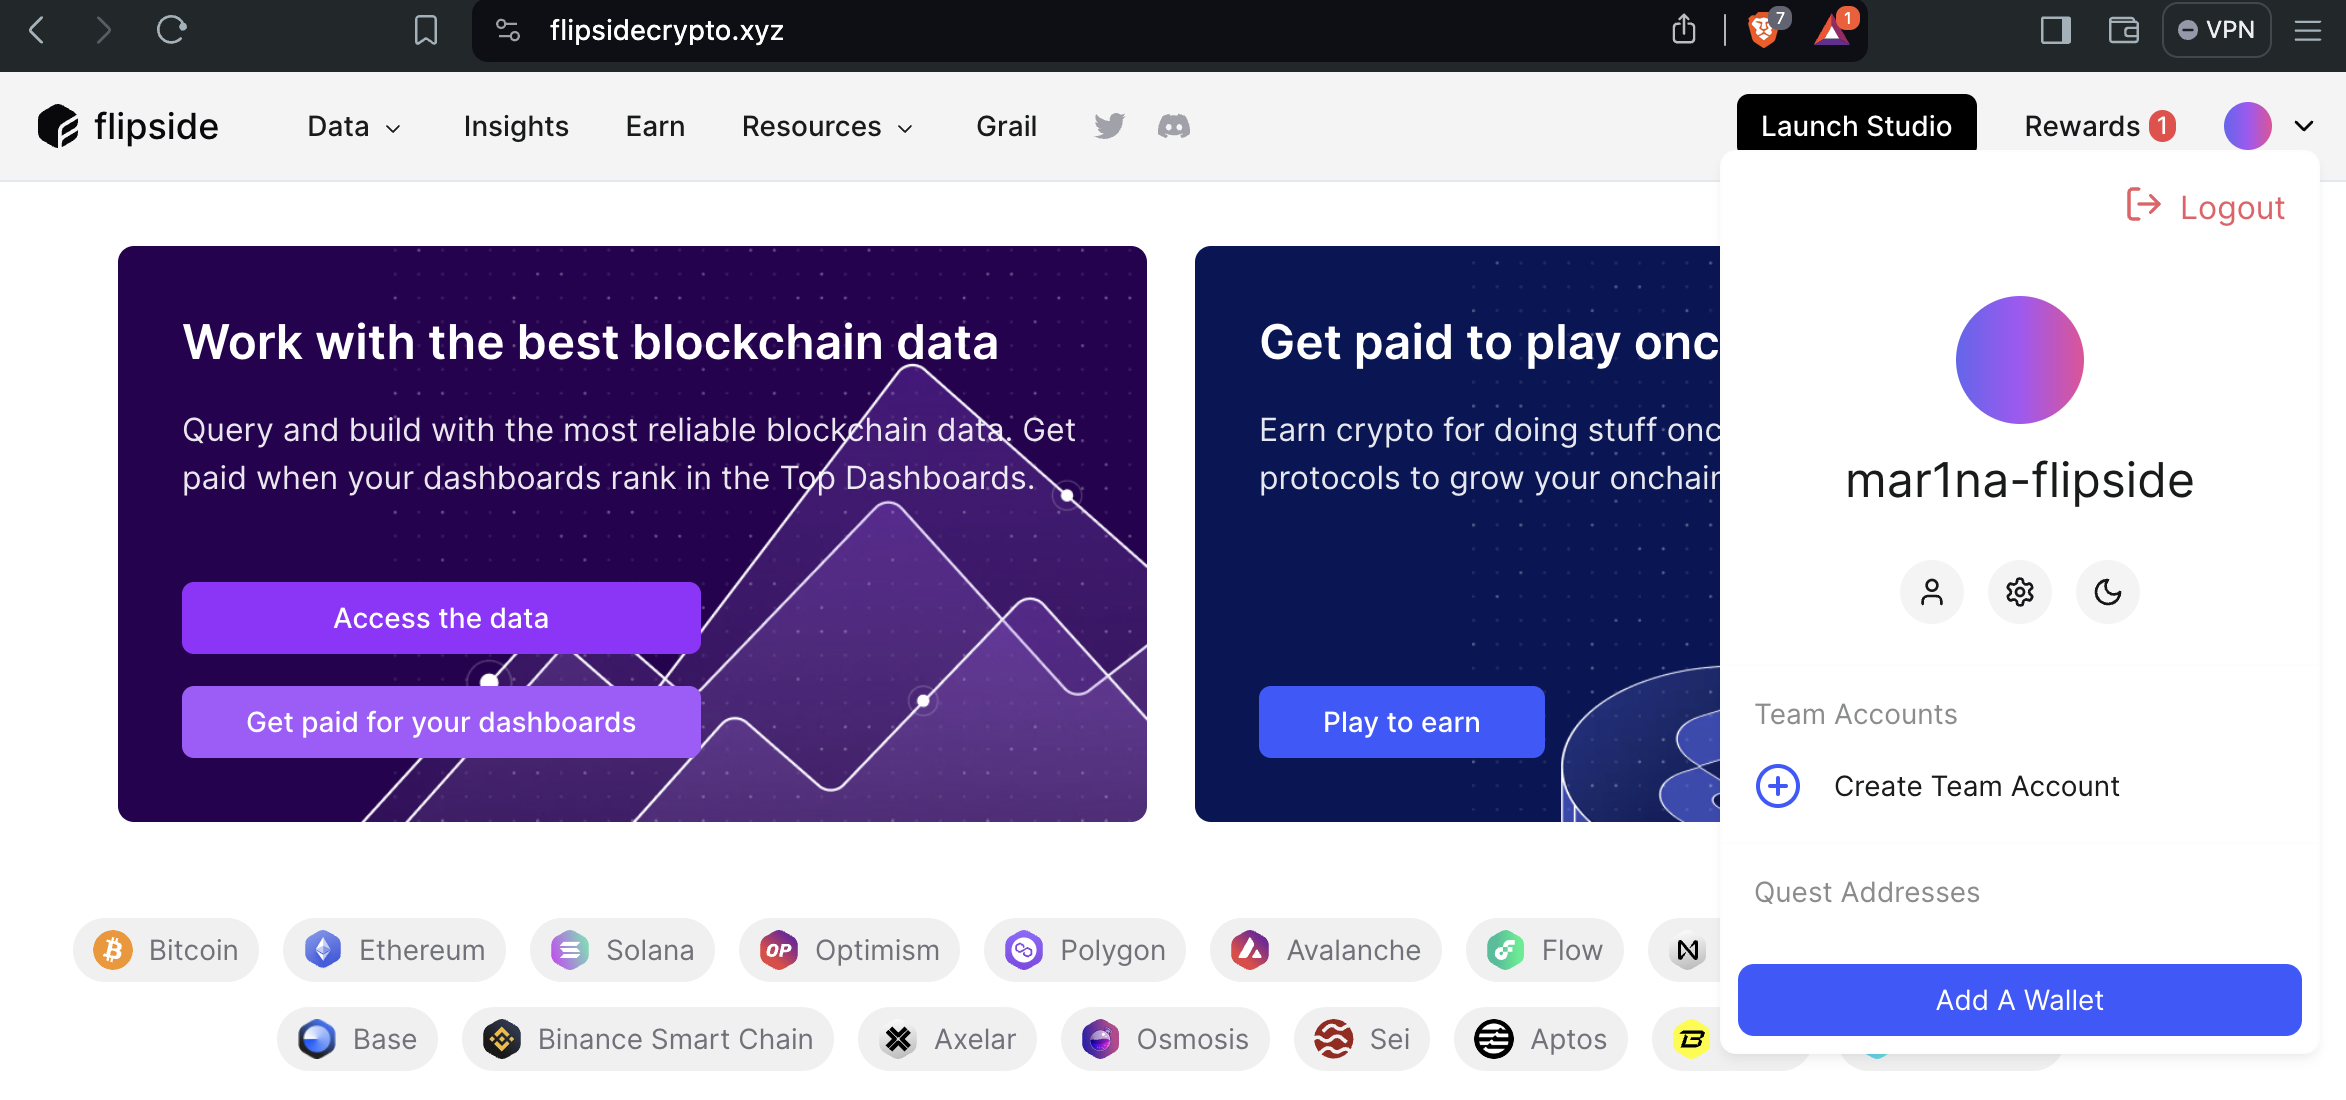 flipsidecrypto.xyz
7
1
VPN
flipside
Data
Insights
Earn
Resources
Grail
Launch Studio
Rewards 1
Logout
mar1na-flipside
Team Accounts
Create Team Account
Quest Addresses
Add A Wallet
Work with the best blockchain data
Query and build with the most reliable blockchain data. Get
paid when your dashboards rank in the Top Dashboards.
Access the data
Get paid for your dashboards
Get paid to play onc
Earn crypto for doing stuff onc
protocols to grow your onchain
Play to earn
Bitcoin
Ethereum
Solana
OP Optimism
Polygon
Avalanche
Flow
Base
Binance Smart Chain
Axelar
Osmosis
Sei
Aptos